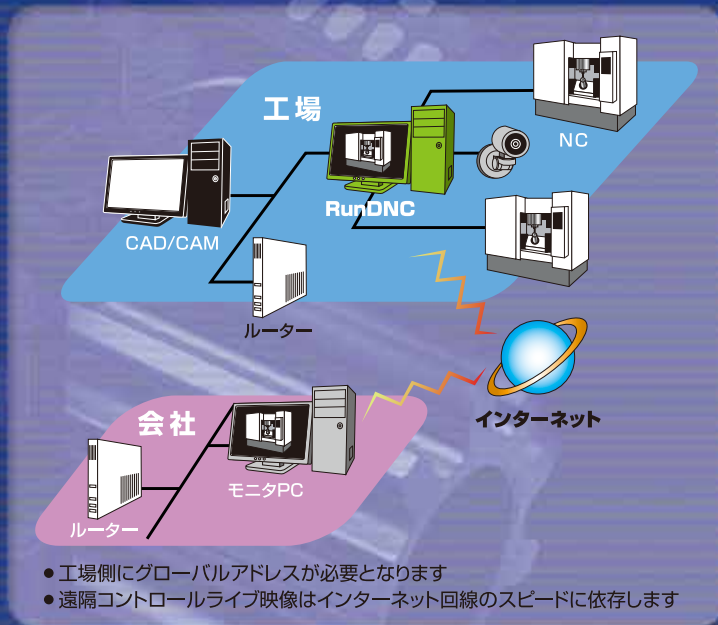 工場
NC
RunDNC
CAD/CAM
ルーター
インターネット
会社
モニタPC
ルーター
●工場側にグローバルアドレスが必要となります
●遠隔コントロールライブ映像はインターネット回線のスピードに依存します